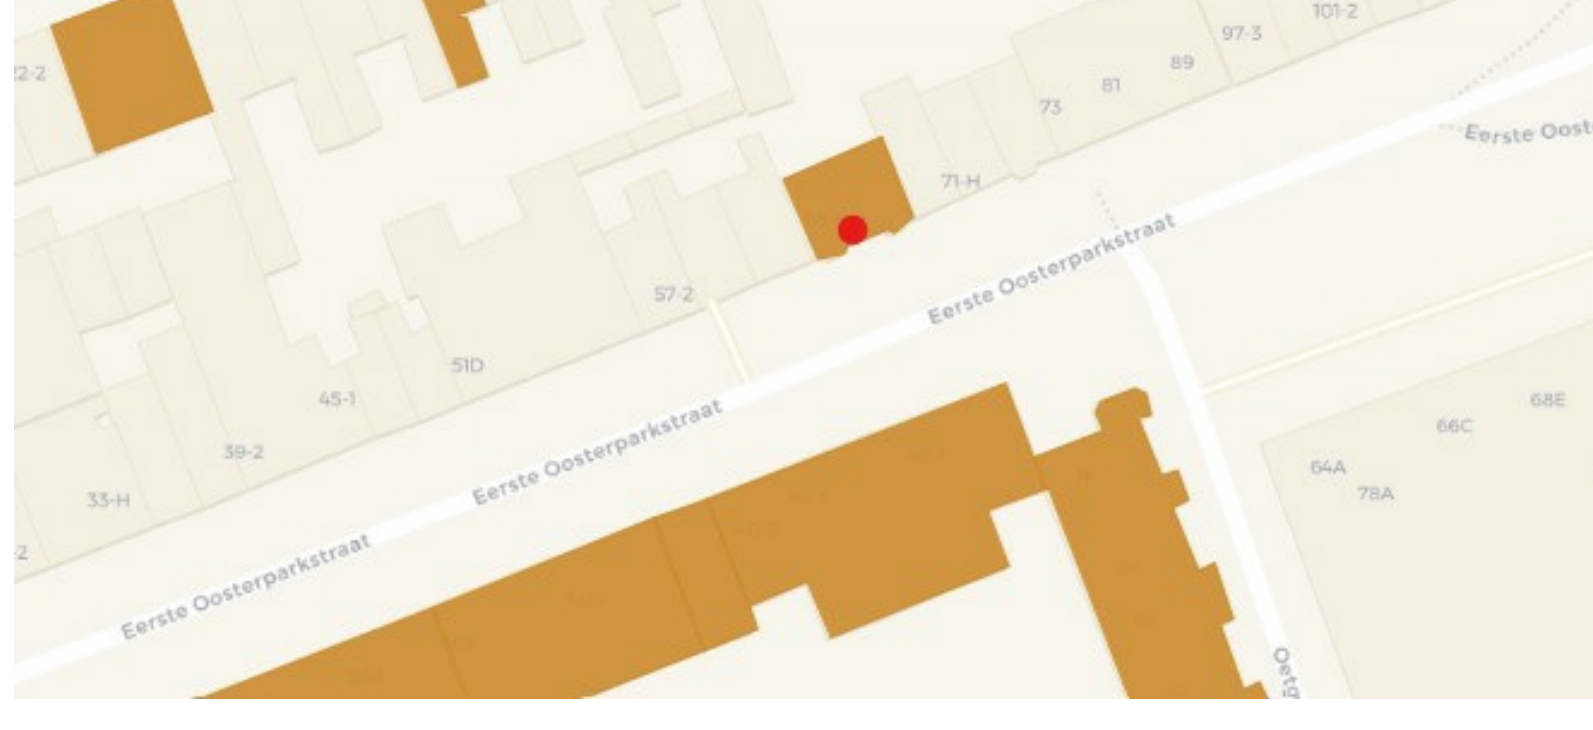 101-2
97-3
89
22-2
81
73
Eerste Oost
71-H
57-2
Eerste Oosterparkstraat
51D
45-1
68E
66C
39-2
Eerste Oosterparkstraat
64A
78A
33-H
-2
Eerste Oosterparkstraat
Oetg